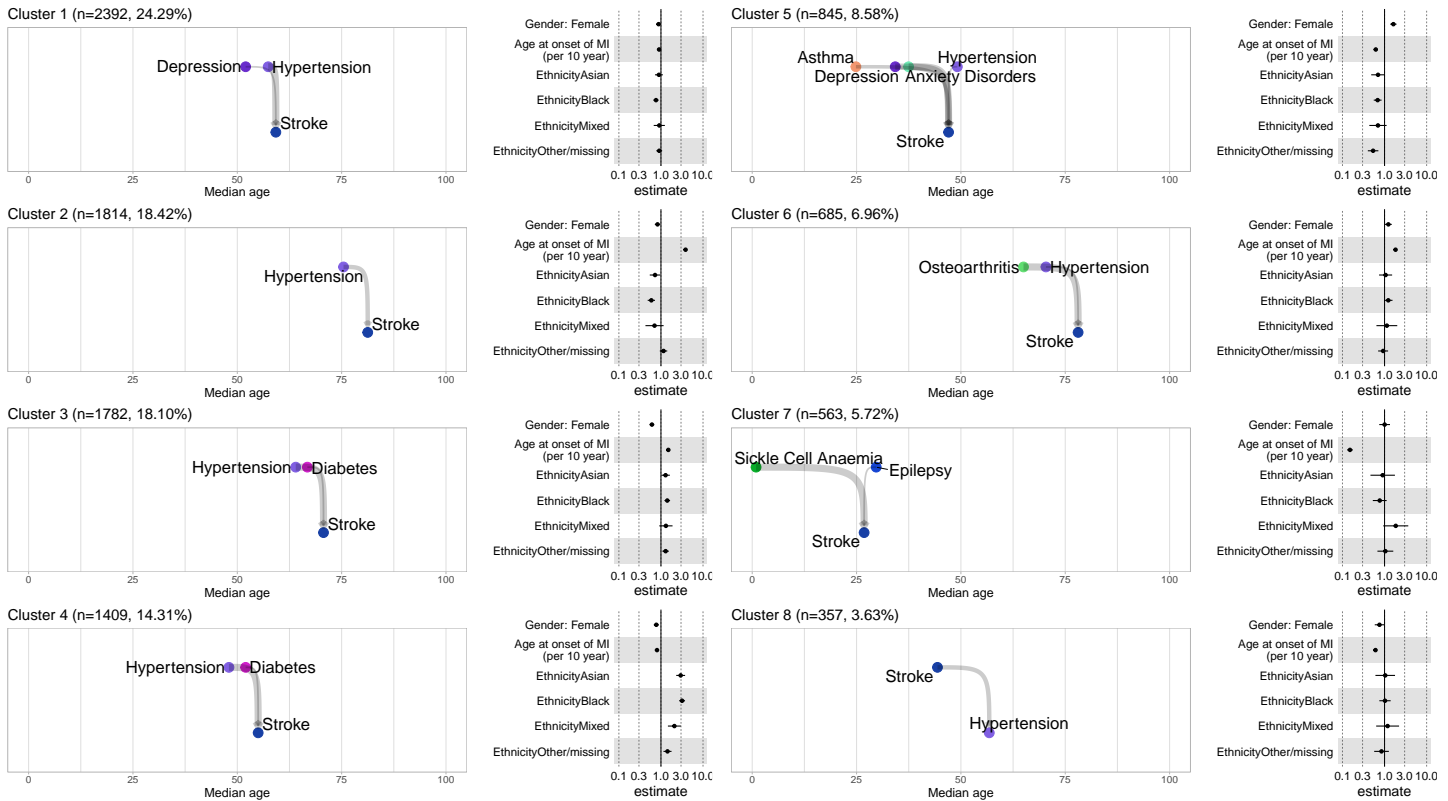 Cluster 1 (n=2392, 24.29%)
Depression
Hypertension
Stroke
0 25 50 75 100
Median age
Gender: Female
Age at onset of MI
(per 10 year)
EthnicityAsian
EthnicityBlack
EthnicityMixed
EthnicityOther/missing
0.1 0.3 1.0 3.0 10.0
estimate
Cluster 5 (n=845, 8.58%)
Asthma
Hypertension
Depression
Anxiety Disorders
Stroke
0 25 50 75 100
Median age
Gender: Female
Age at onset of MI
(per 10 year)
EthnicityAsian
EthnicityBlack
EthnicityMixed
EthnicityOther/missing
0.1 0.3 1.0 3.0 10.0
estimate
Cluster 2 (n=1814, 18.42%)
Hypertension
Stroke
0 25 50 75 100
Median age
Gender: Female
Age at onset of MI
(per 10 year)
EthnicityAsian
EthnicityBlack
EthnicityMixed
EthnicityOther/missing
0.1 0.3 1.0 3.0 10.0
estimate
Cluster 6 (n=685, 6.96%)
Osteoarthritis
Hypertension
Stroke
0 25 50 75 100
Median age
Gender: Female
Age at onset of MI
(per 10 year)
EthnicityAsian
EthnicityBlack
EthnicityMixed
EthnicityOther/missing
0.1 0.3 1.0 3.0 10.0
estimate
Cluster 3 (n=1782, 18.10%)
Hypertension
Diabetes
Stroke
0 25 50 75 100
Median age
Gender: Female
Age at onset of MI
(per 10 year)
EthnicityAsian
EthnicityBlack
EthnicityMixed
EthnicityOther/missing
0.1 0.3 1.0 3.0 10.0
estimate
Cluster 7 (n=563, 5.72%)
Sickle Cell Anaemia
Epilepsy
Stroke
0 25 50 75 100
Median age
Gender: Female
Age at onset of MI
(per 10 year)
EthnicityAsian
EthnicityBlack
EthnicityMixed
EthnicityOther/missing
0.1 0.3 1.0 3.0 10.0
estimate
Cluster 4 (n=1409, 14.31%)
Hypertension
Diabetes
Stroke
0 25 50 75 100
Median age
Gender: Female
Age at onset of MI
(per 10 year)
EthnicityAsian
EthnicityBlack
EthnicityMixed
EthnicityOther/missing
0.1 0.3 1.0 3.0 10.0
estimate
Cluster 8 (n=357, 3.63%)
Stroke
Hypertension
0 25 50 75 100
Median age
Gender: Female
Age at onset of MI
(per 10 year)
EthnicityAsian
EthnicityBlack
EthnicityMixed
EthnicityOther/missing
0.1 0.3 1.0 3.0 10.0
estimate